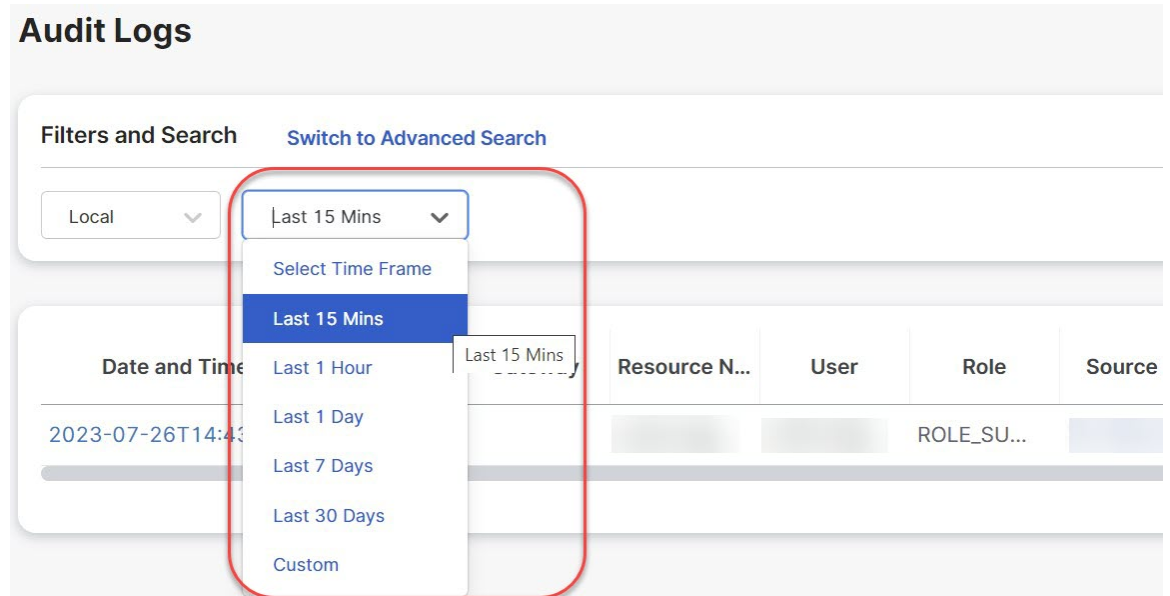 Audit Logs
Filters and Search Switch to Advanced Search
Local Last 15 Mins
Select Time Frame
Last 15 Mins
Last 1 Hour
Last 1 Day
Last 7 Days
Last 30 Days
Custom
Last 15 Mins
Date and Time Resource N... User Role Source
2023-07-26T14:43 ROLE_SU...